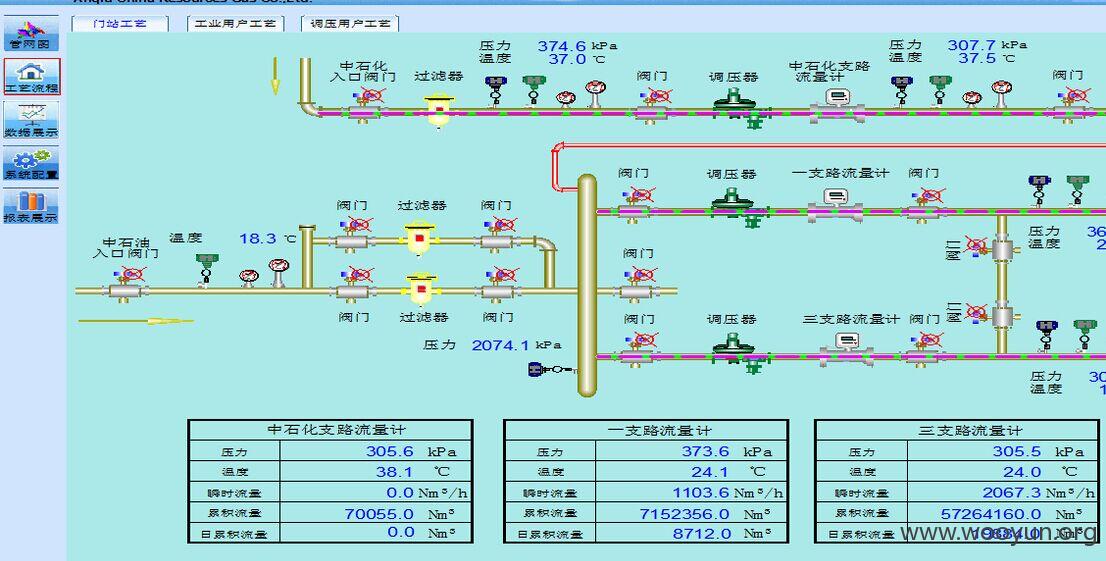 Anqiu China Resources Gas Co.,Ltd.
门站工艺 工业用户工艺 调压用户工艺
管网图
工艺流程
数据展示
系统配置
报表展示
压力 374.6 kPa
温度 37.0 ℃
压力 307.7 kPa
温度 37.5 ℃
中石化
入口阀门
过滤器
阀门
调压器
中石化支路
流量计
阀门
阀门
调压器
一支路流量计
阀门
阀门
过滤器
阀门
中石油
入口阀门
温度 18.3 ℃
阀门
阀门
阀门
压力 36
温度 2
阀门
过滤器
阀门
阀门
调压器
三支路流量计
阀门
压力 2074.1 kPa
压力 30
温度 1
中石化支路流量计
压力 305.6 kPa
温度 38.1 ℃
瞬时流量 0.0 Nm³/h
累积流量 70055.0 Nm³
日累积流量 0.0 Nm³
一支路流量计
压力 373.6 kPa
温度 24.1 ℃
瞬时流量 1103.6 Nm³/h
累积流量 7152356.0 Nm³
日累积流量 8712.0 Nm³
三支路流量计
压力 305.5 kPa
温度 24.0 ℃
瞬时流量 2067.3 Nm³/h
累积流量 57264160.0 Nm³
日累积流量 Nm³
www.wooyun.org